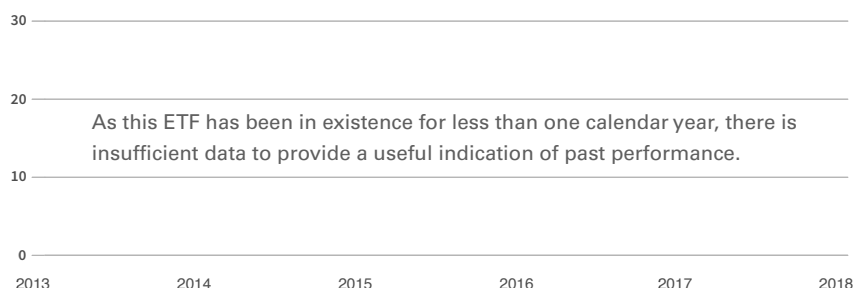 30
20
As this ETF has been in existence for less than one calendar year, there is
insufficient data to provide a useful indication of past performance.
10
0
2013 2014 2015 2016 2017 2018